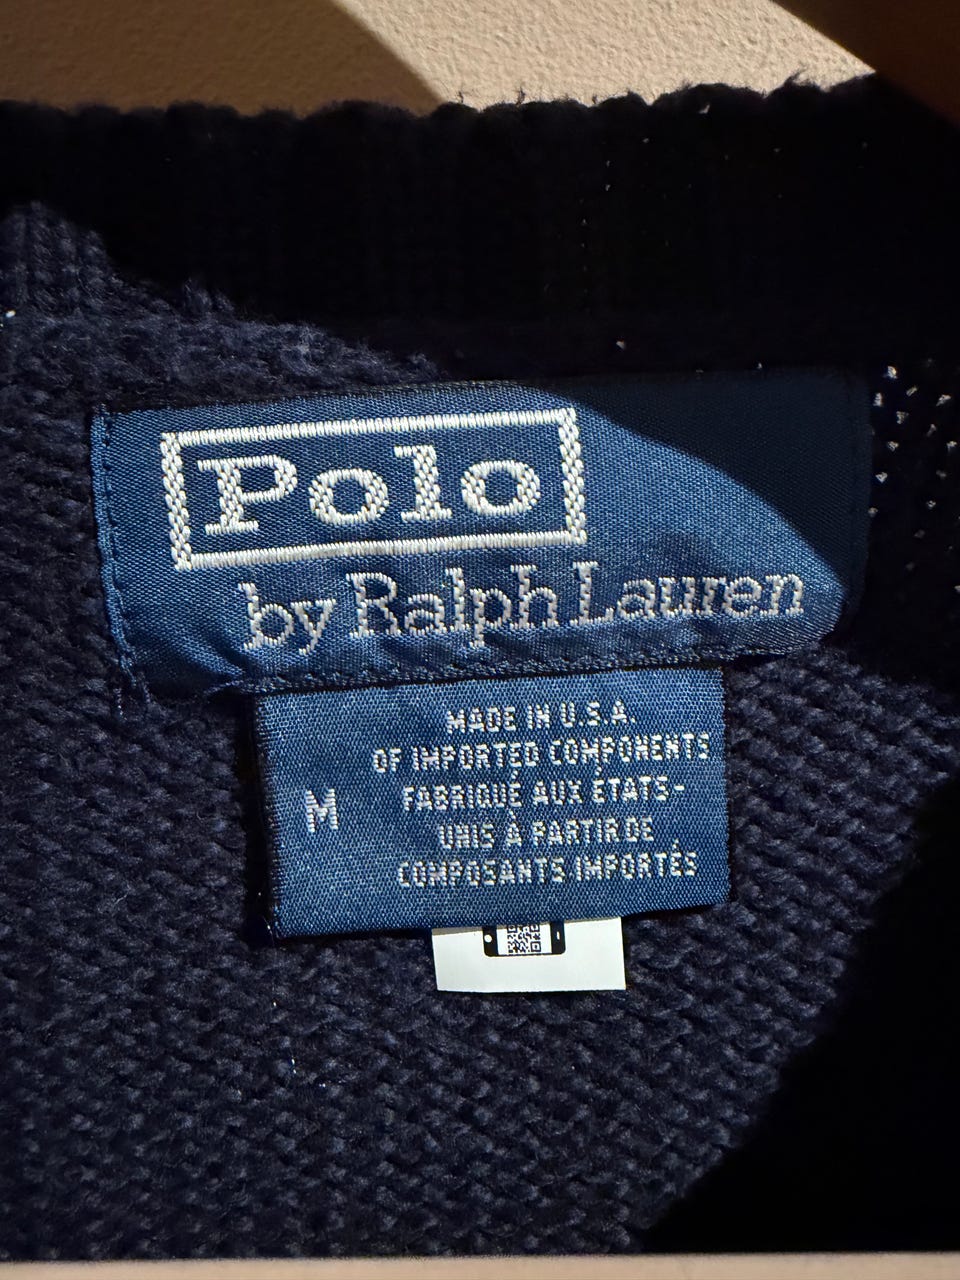 Polo
by Ralph Lauren
M
MADE IN U.S.A.
OF IMPORTED COMPONENTS
FABRIQUÉ AUX ÉTATS-
UNIS À PARTIR DE
COMPOSANTS IMPORTÉS